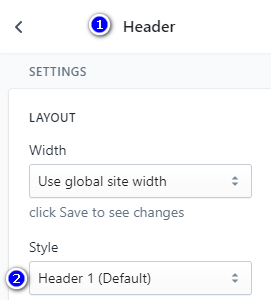 1 Header
SETTINGS
LAYOUT
Width
Use global site width
click Save to see changes
Style
2 Header 1 (Default)